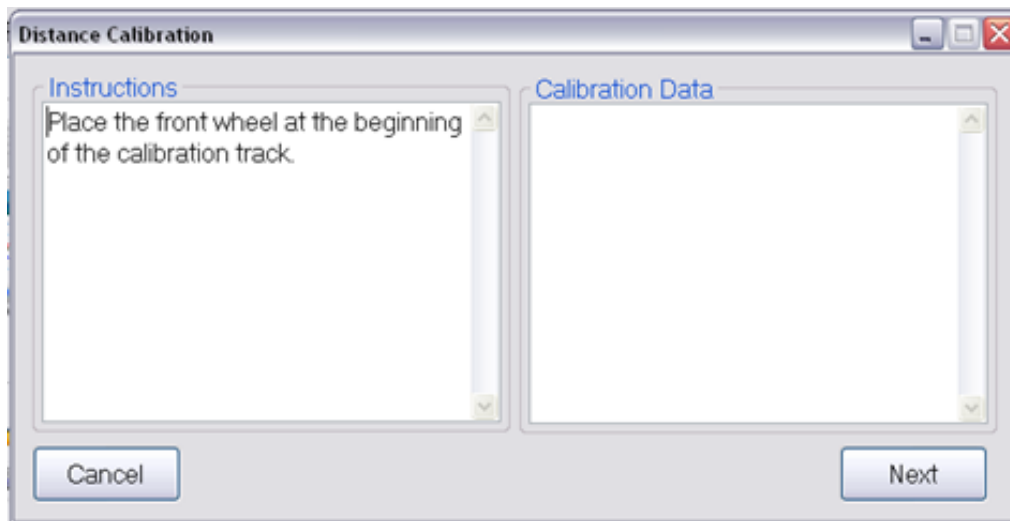 Distance Calibration
Instructions
Place the front wheel at the beginning
of the calibration track.
Calibration Data
Cancel
Next